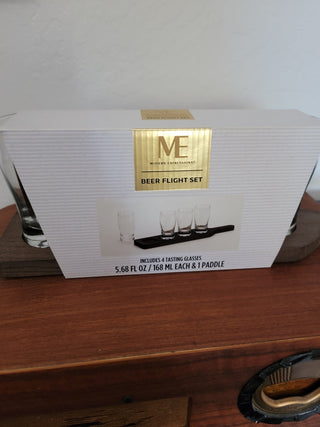 ME
MODERN EXPRESSIONS
BEER FLIGHT SET
INCLUDES 4 TASTING GLASSES
5.68 FL OZ / 168 ML EACH & 1 PADDLE